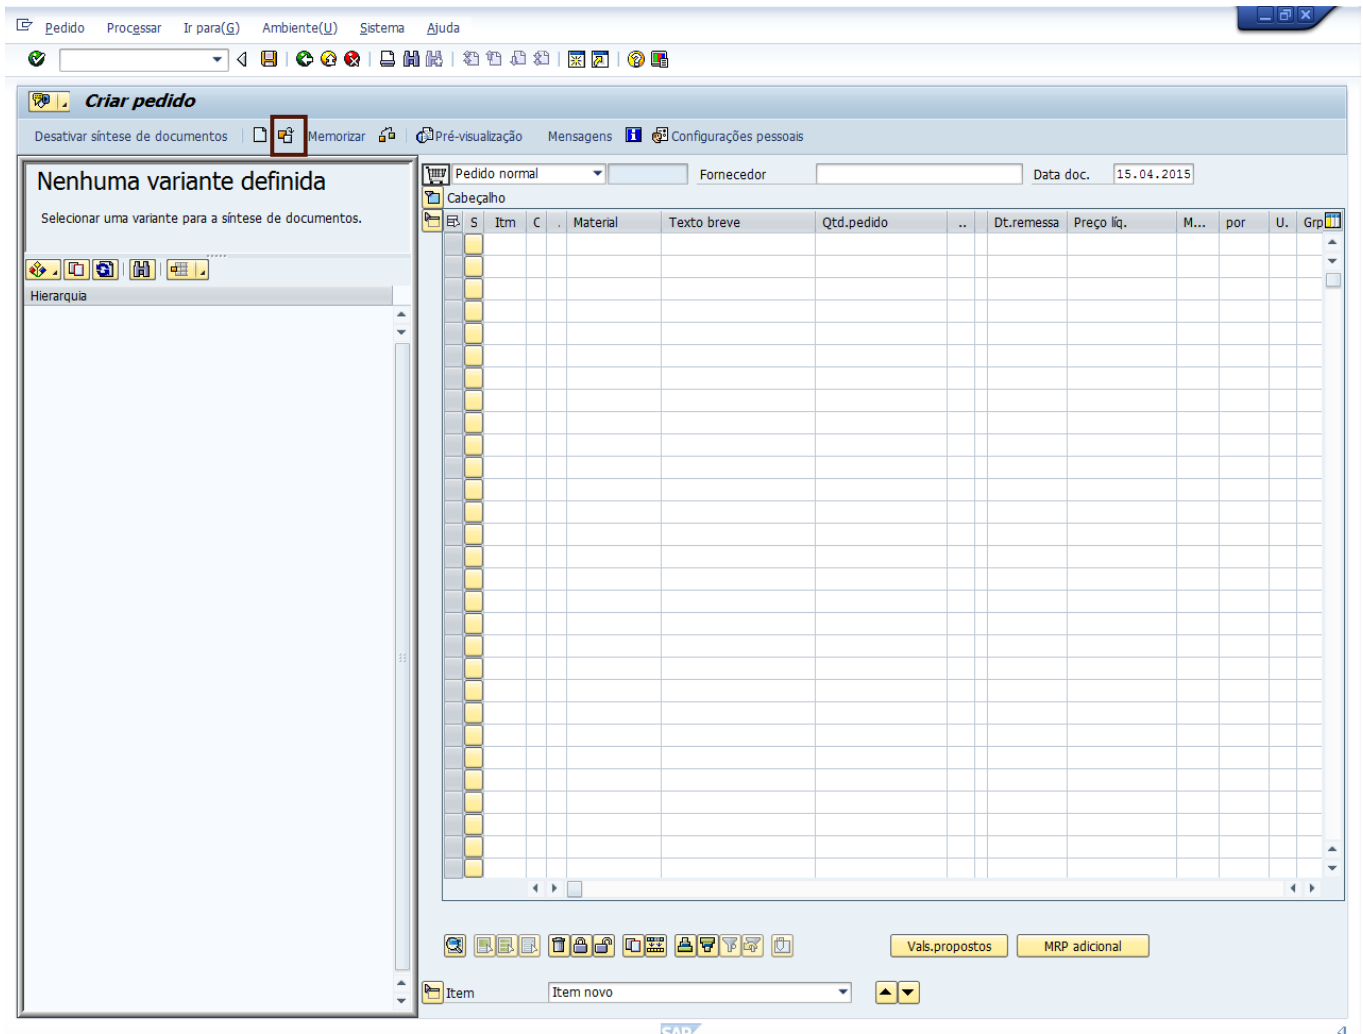 Pedido Processar Ir para(G) Ambiente(U) Sistema Ajuda
Criar pedido
Desativar síntese de documentos Memorizar Pré-visualização Mensagens Configurações pessoais
Nenhuma variante definida
Selecionar uma variante para a síntese de documentos.
Hierarquia
Pedido normal Fornecedor Data doc. 15.04.2015
Cabeçalho
S Itm C . Material Texto breve Qtd.pedido .. Dt.remessa Preço líq. M... por U. Grp
Vals.propostos MRP adicional
Item Item novo
SAP